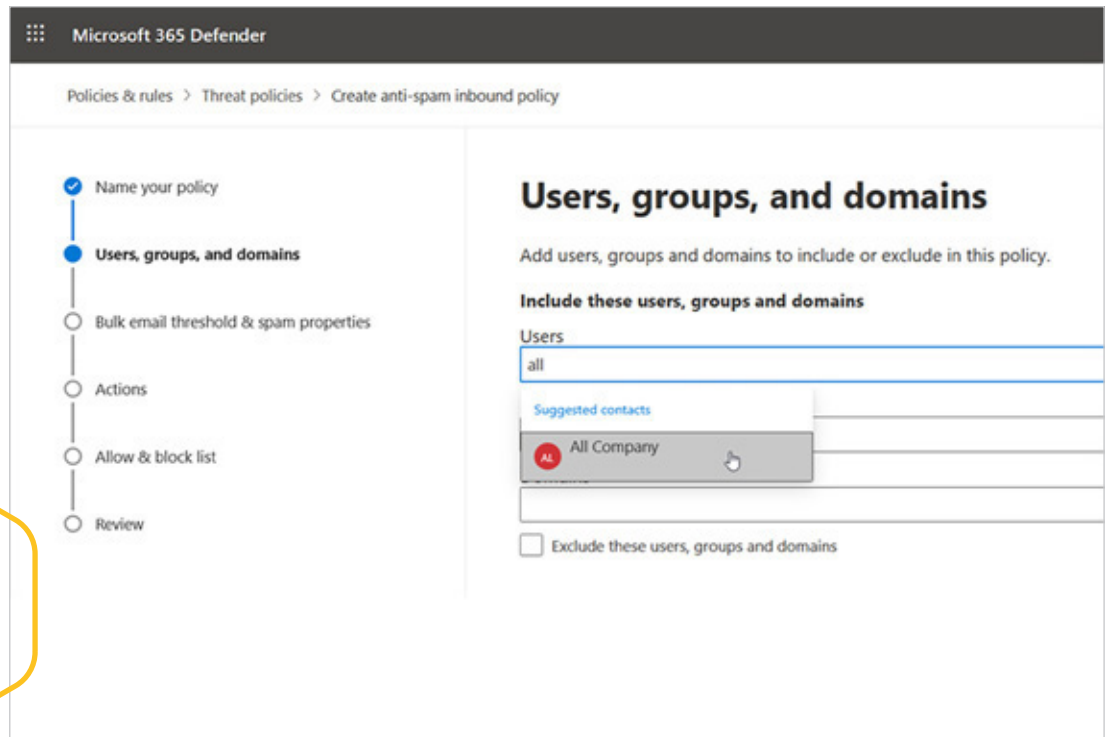 Microsoft 365 Defender
Policies & rules > Threat policies > Create anti-spam inbound policy
Name your policy
Users, groups, and domains
Bulk email threshold & spam properties
Actions
Allow & block list
Review
Users, groups, and domains
Add users, groups and domains to include or exclude in this policy.
Include these users, groups and domains
Users
all
Suggested contacts
AL All Company
Exclude these users, groups and domains